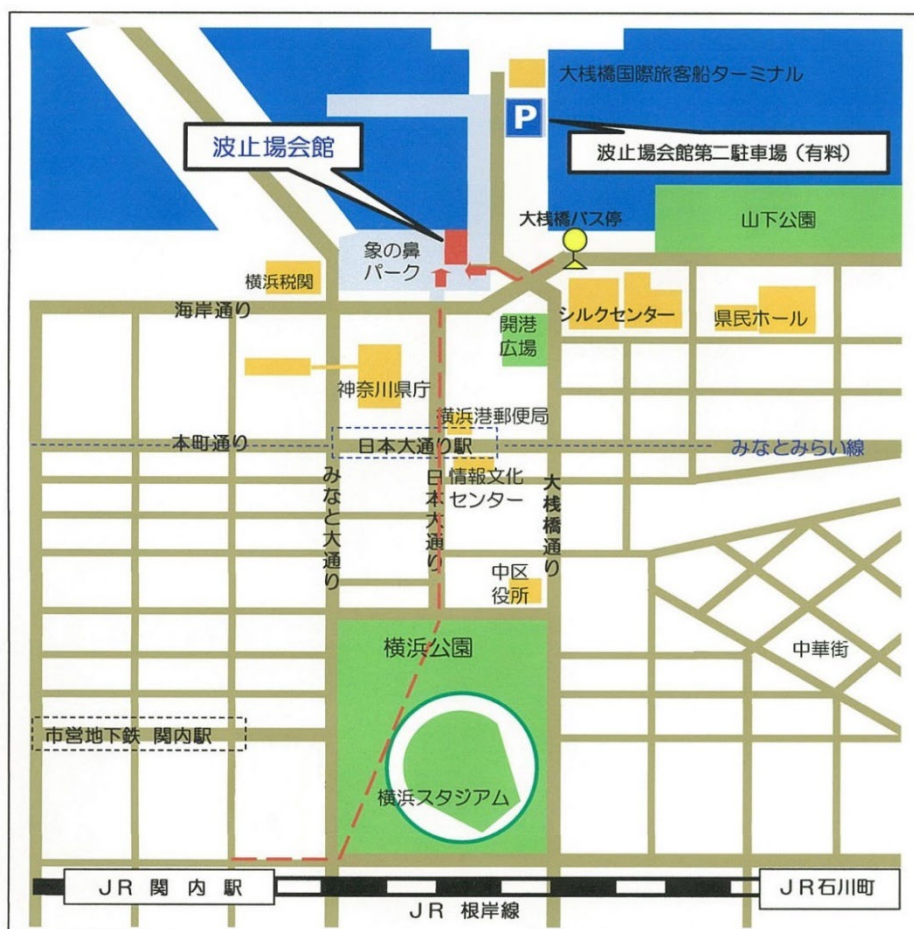 大桟橋国際旅客船ターミナル
P
波止場会館
波止場会館第二駐車場（有料）
大桟橋バス停
山下公園
象の鼻
パーク
横浜税関
海岸通り
シルクセンター
県民ホール
開港
広場
神奈川県庁
横浜港郵便局
本町通り
日本大通り駅
みなとみらい線
情報文化
センター
みなと大通り
日本大通り
大桟橋通り
中区
役所
横浜公園
中華街
市営地下鉄 関内駅
横浜スタジアム
JR 関内駅
JR石川町
JR 根岸線